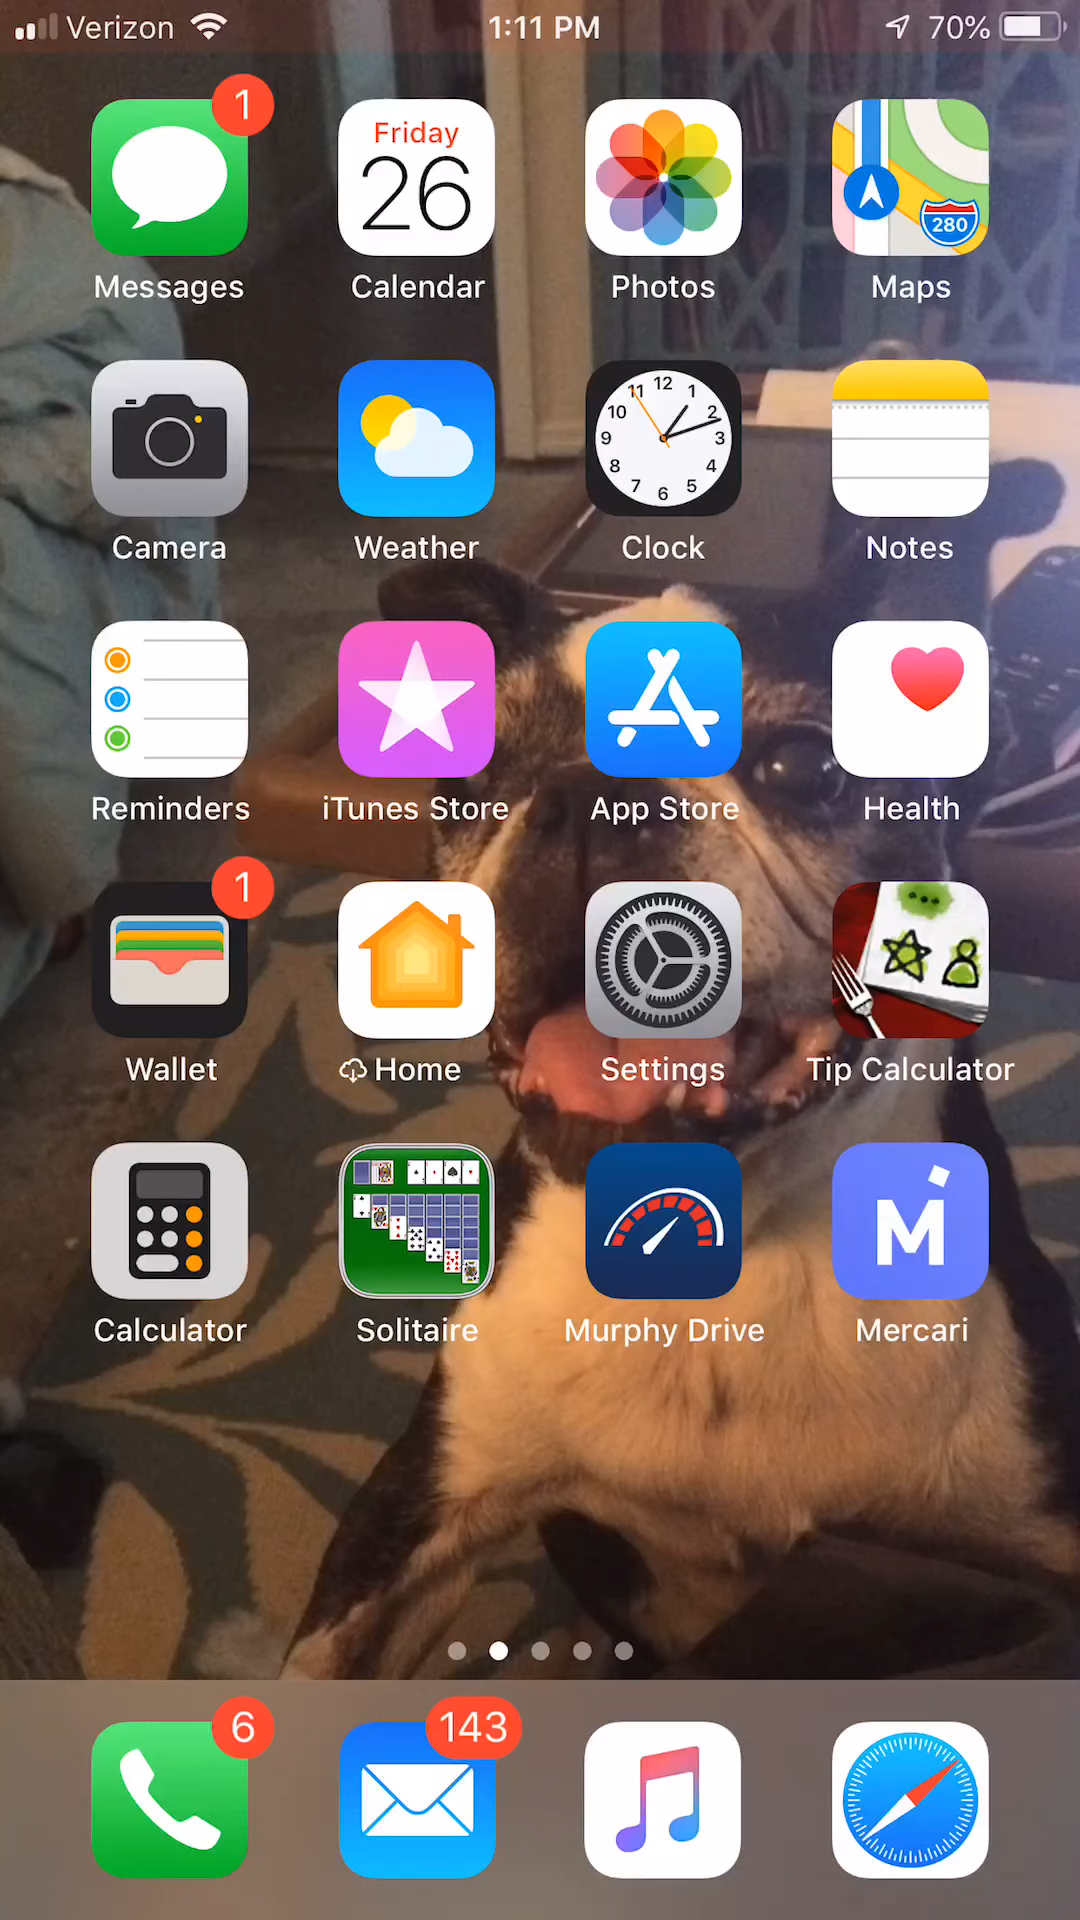 Verizon 1:11 PM 70%
1
Friday
26
280
Messages Calendar Photos Maps
12
11 1
10 2
9 3
8 4
7 5
6
Camera Weather Clock Notes
Reminders iTunes Store App Store Health
1
Wallet Home Settings Tip Calculator
M
Calculator Solitaire Murphy Drive Mercari
6 143